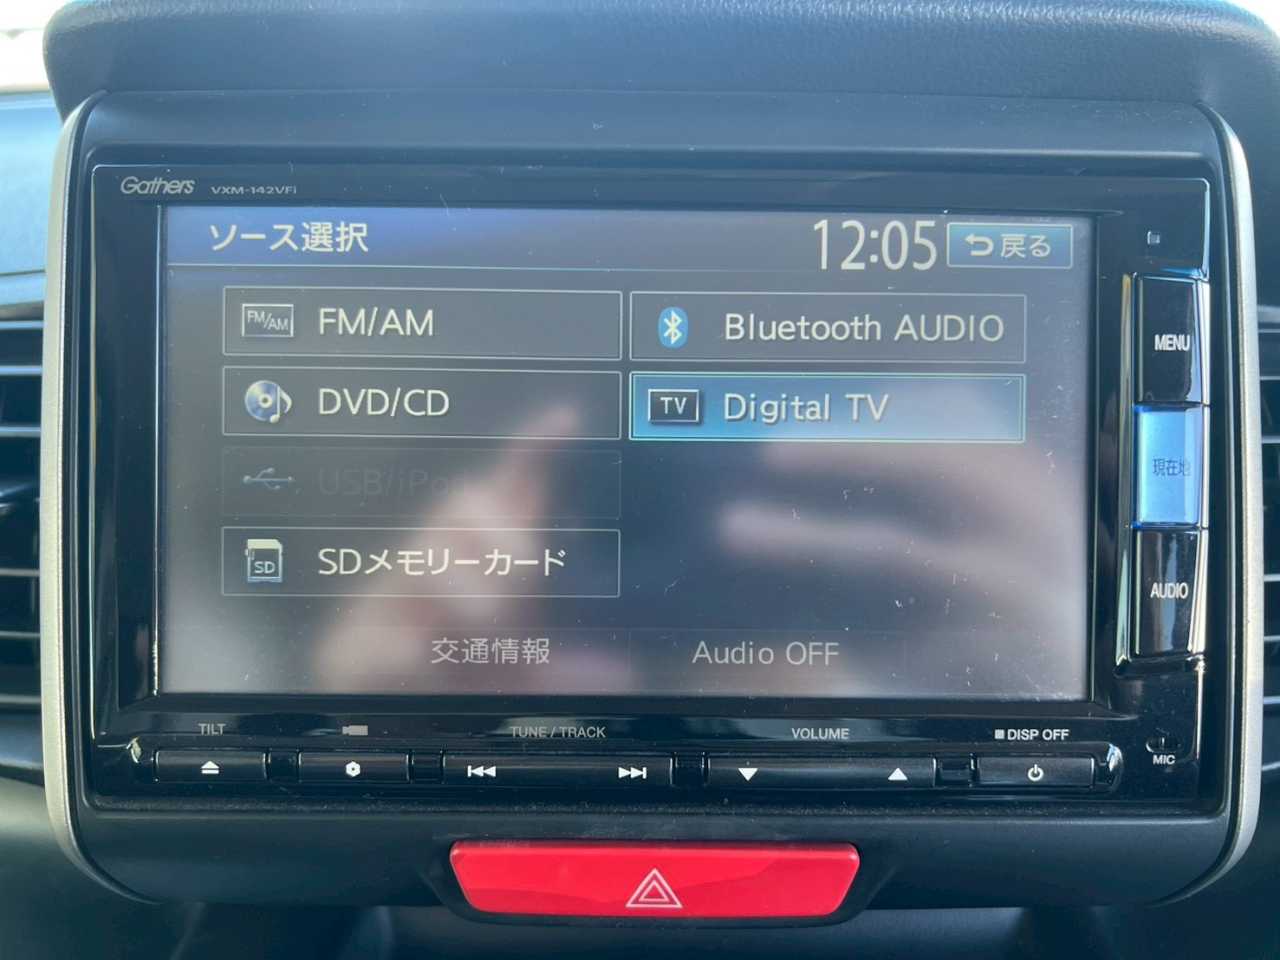 Gathers VXM-142VFi
ソース選択 12:05 戻る
FM/AM FM/AM Bluetooth AUDIO
DVD/CD TV Digital TV
USB/iPod
SD SDメモリーカード
交通情報 Audio OFF
MENU
現在地
AUDIO
TILT TUNE / TRACK VOLUME DISP OFF
MIC